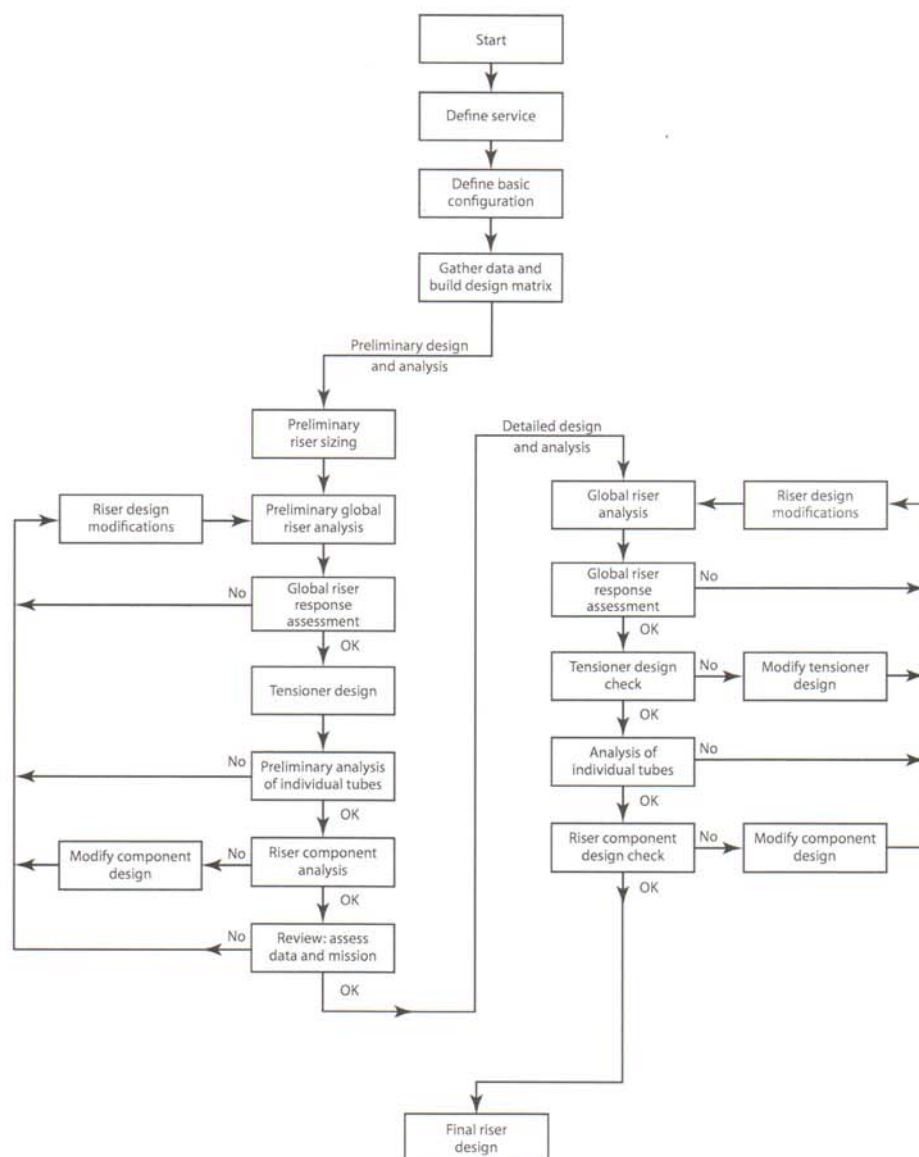 Start
Define service
Define basic
configuration
Gather data and
build design matrix
Preliminary design
and analysis
Preliminary
riser sizing
Riser design
modifications
Preliminary global
riser analysis
No
Global riser
response
assessment
OK
Tensioner design
No
Preliminary analysis
of individual tubes
OK
Modify component
design
No
Riser component
analysis
OK
No
Review: assess
data and mission
OK
Detailed design
and analysis
Global riser
analysis
Riser design
modifications
Global riser
response
assessment
No
OK
Tensioner design
check
No
Modify tensioner
design
OK
Analysis of
individual tubes
No
OK
Riser component
design check
No
Modify component
design
OK
Final riser
design